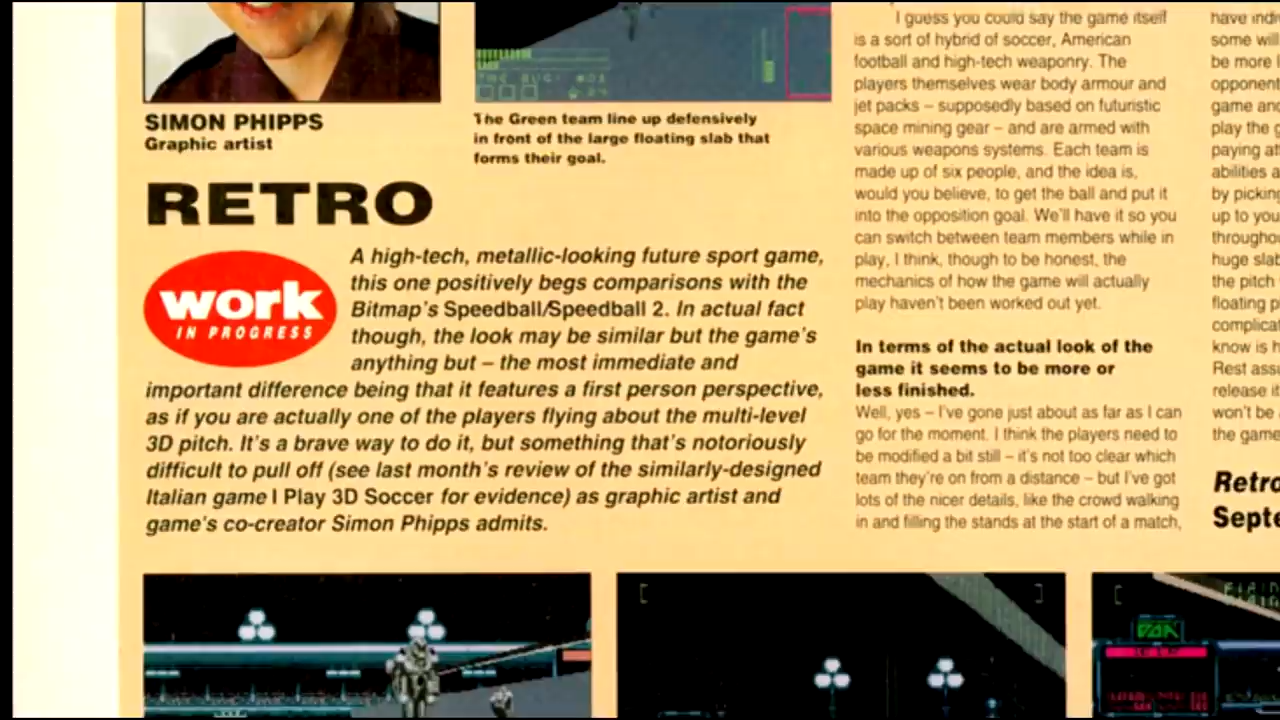 SIMON PHIPPS
Graphic artist
The Green team line up defensively
in front of the large floating slab that
forms their goal.
RETRO
work
IN PROGRESS
A high-tech, metallic-looking future sport game,
this one positively begs comparisons with the
Bitmap's Speedball/Speedball 2. In actual fact
though, the look may be similar but the game's
anything but – the most immediate and
important difference being that it features a first person perspective,
as if you are actually one of the players flying about the multi-level
3D pitch. It's a brave way to do it, but something that's notoriously
difficult to pull off (see last month's review of the similarly-designed
Italian game I Play 3D Soccer for evidence) as graphic artist and
game's co-creator Simon Phipps admits.
I guess you could say the game itself
is a sort of hybrid of soccer, American
football and high-tech weaponry. The
players themselves wear body armour and
jet packs – supposedly based on futuristic
space mining gear – and are armed with
various weapons systems. Each team is
made up of six people, and the idea is,
would you believe, to get the ball and put it
into the opposition goal. We'll have it so you
can switch between team members while in
play, I think, though to be honest, the
mechanics of how the game will actually
play haven't been worked out yet.
In terms of the actual look of the
game it seems to be more or
less finished.
Well, yes – I've gone just about as far as I can
go for the moment. I think the players need to
be modified a bit still – it's not too clear which
team they're on from a distance – but I've got
lots of the nicer details, like the crowd walking
in and filling the stands at the start of a match,
have
some will
be more
game
play the
paying
abilities
by
up to
huge
the pitch
floating
know is
Rest
release
won't be
the game
Retro